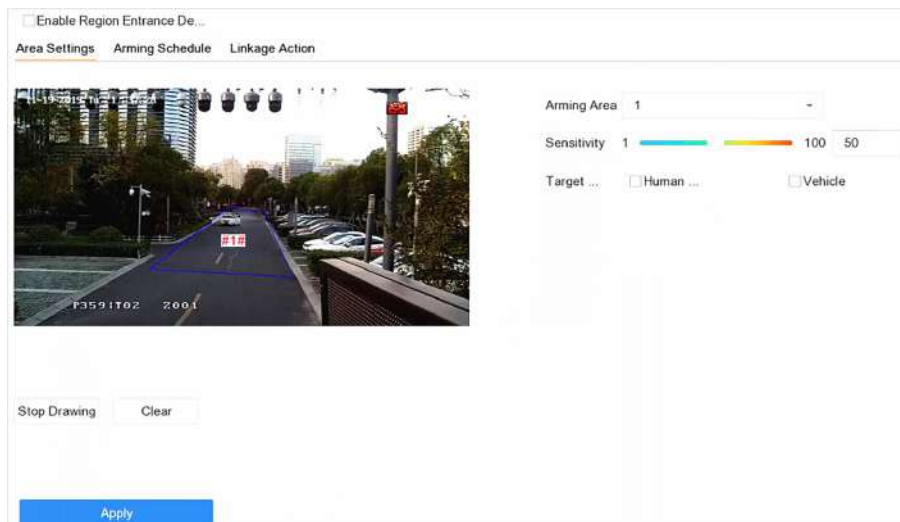 Enable Region Entrance De...
Area Settings Arming Schedule Linkage Action
Arming Area 1
Sensitivity 1 100 50
Target ... Human ... Vehicle
#1#
P3591T02 2001
Stop Drawing Clear
Apply